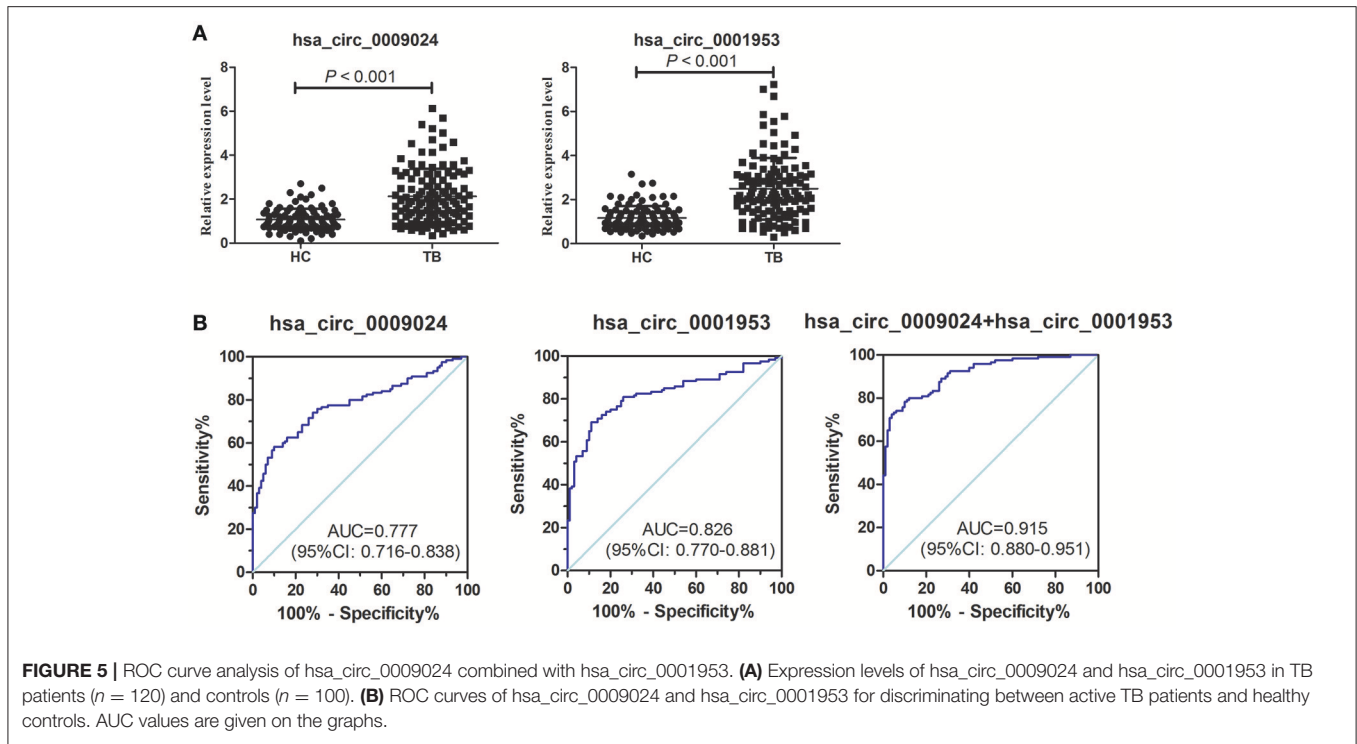 A
hsa_circ_0009024
hsa_circ_0001953
P < 0.001
P < 0.001
Relative expression level
8
6
4
2
0
HC
TB
Relative expression level
8
6
4
2
0
HC
TB
B
hsa_circ_0009024
hsa_circ_0001953
hsa_circ_0009024+hsa_circ_0001953
Sensitivity%
100
80
60
40
20
0
AUC=0.777
(95%CI: 0.716-0.838)
0 20 40 60 80 100
100% - Specificity%
Sensitivity%
100
80
60
40
20
0
AUC=0.826
(95%CI: 0.770-0.881)
0 20 40 60 80 100
100% - Specificity%
Sensitivity%
100
80
60
40
20
0
AUC=0.915
(95%CI: 0.880-0.951)
0 20 40 60 80 100
100% - Specificity%
FIGURE 5 | ROC curve analysis of hsa_circ_0009024 combined with hsa_circ_0001953. (A) Expression levels of hsa_circ_0009024 and hsa_circ_0001953 in TB
patients (n = 120) and controls (n = 100). (B) ROC curves of hsa_circ_0009024 and hsa_circ_0001953 for discriminating between active TB patients and healthy
controls. AUC values are given on the graphs.